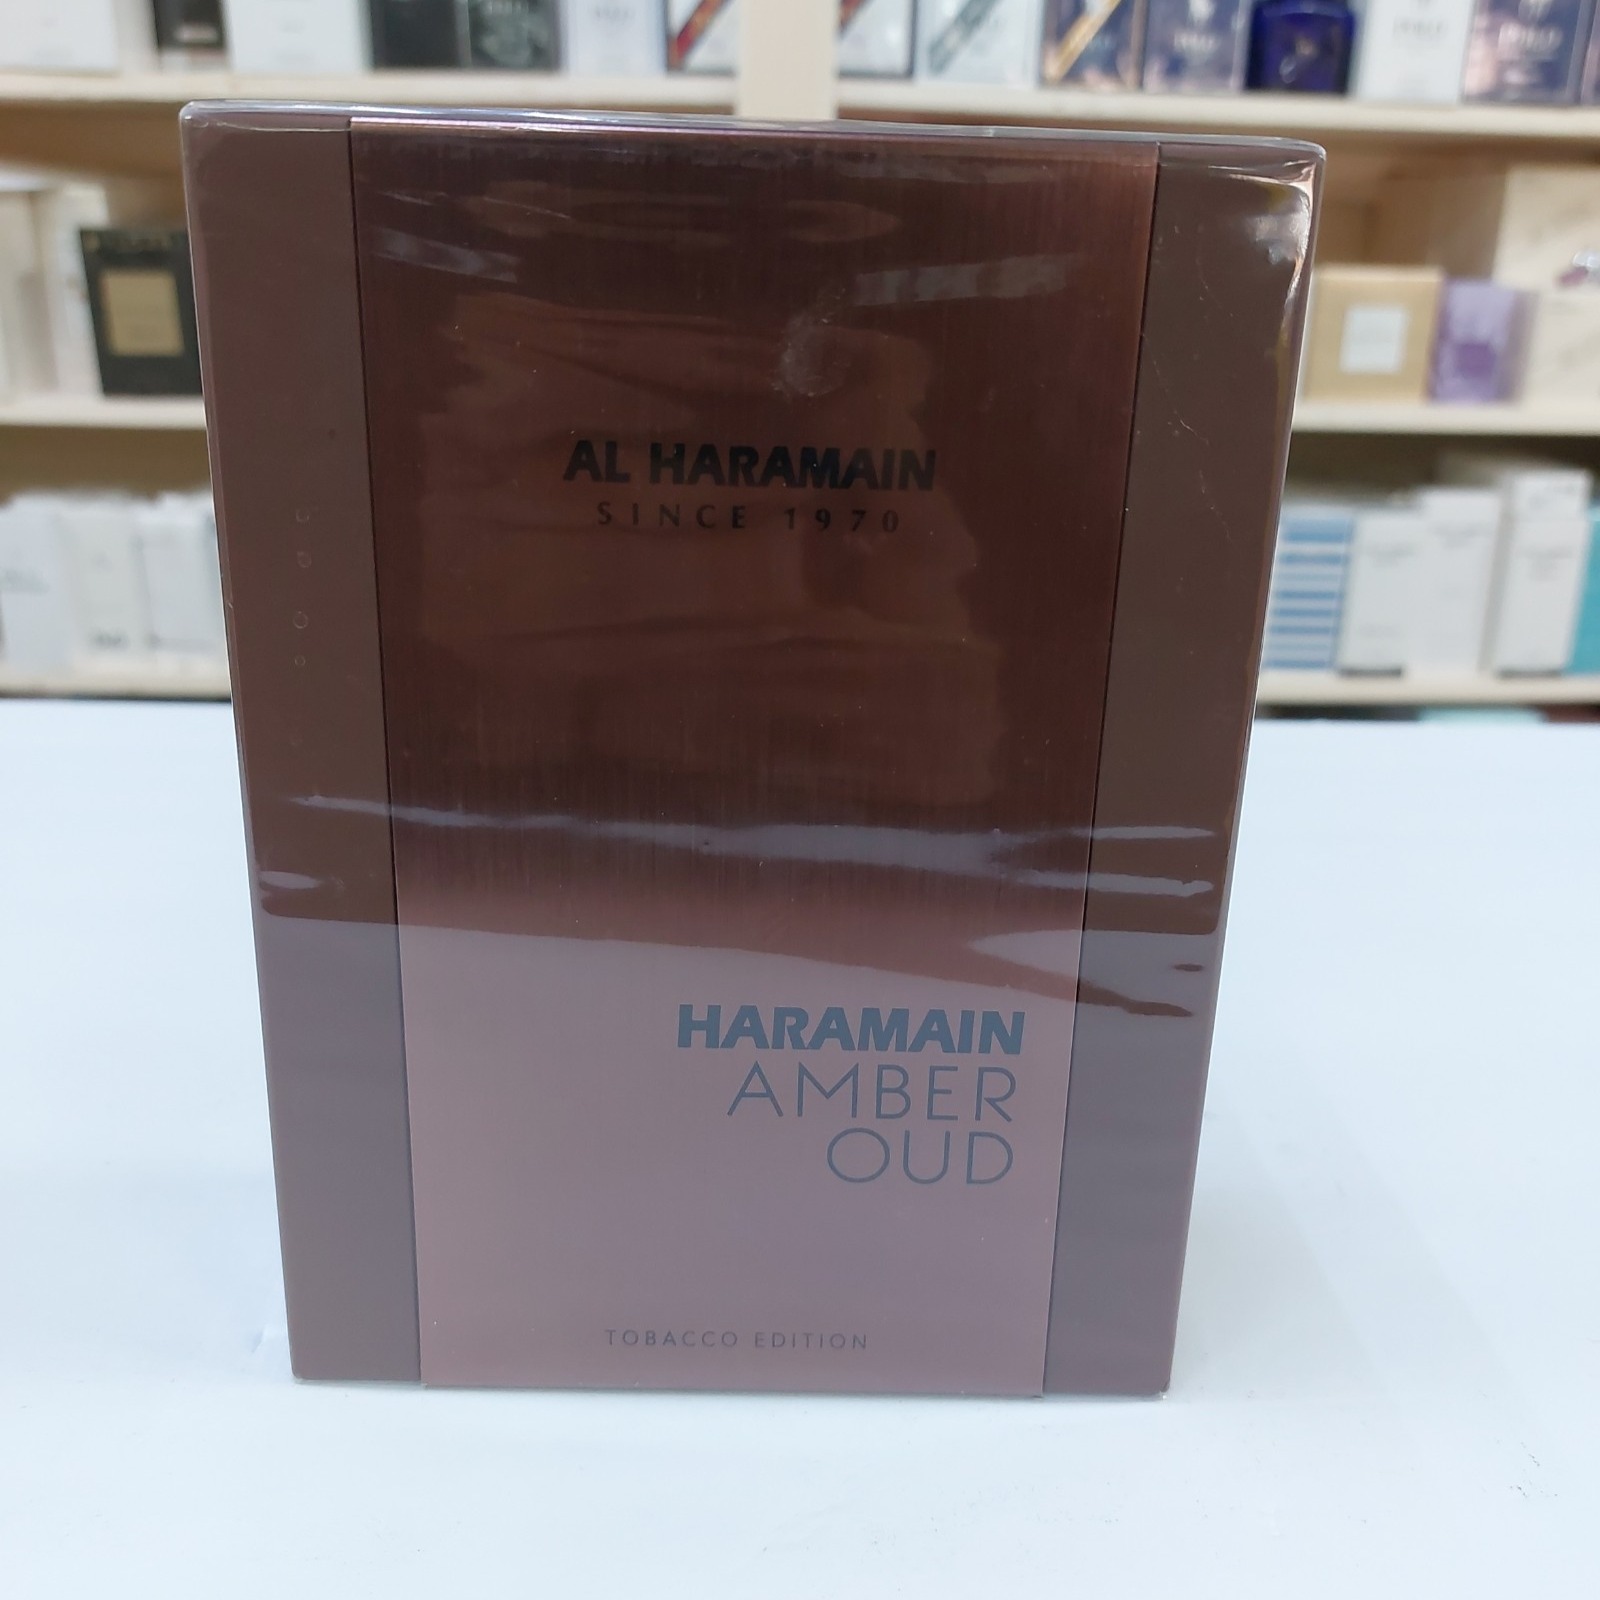 AL HARAMAIN
SINCE 1970
HARAMAIN
AMBER
OUD
TOBACCO EDITION